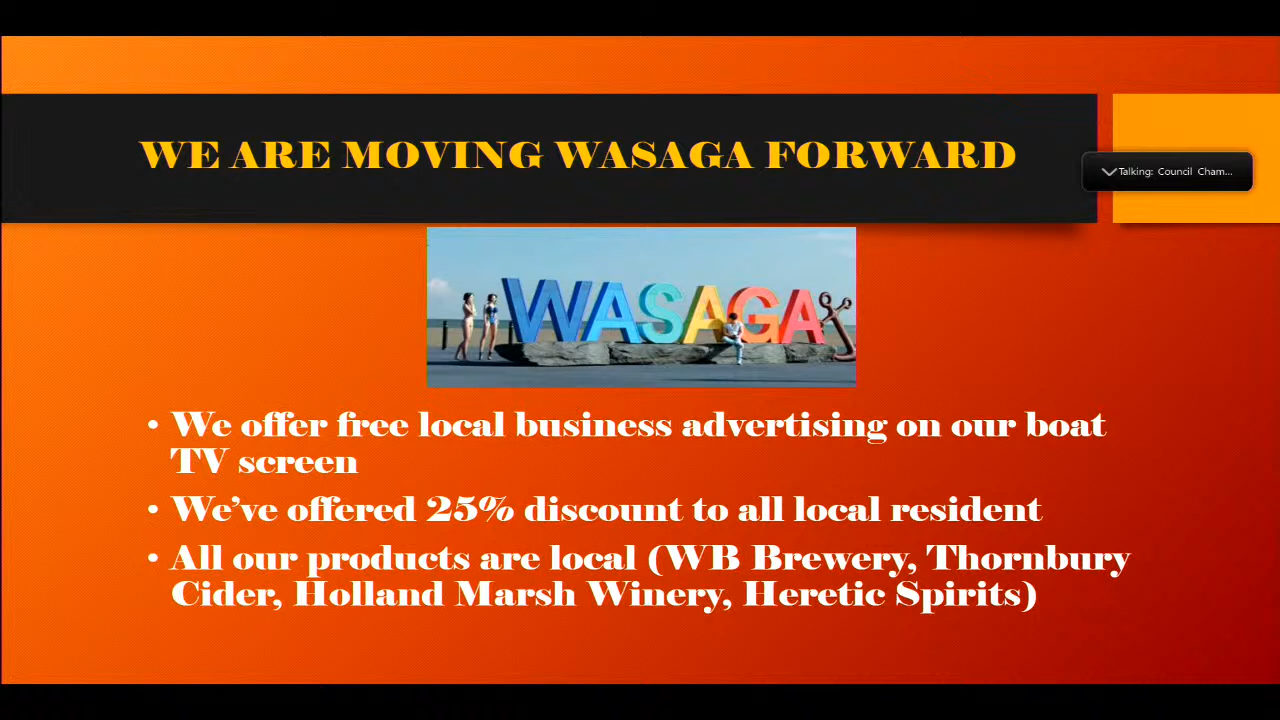 WE ARE MOVING WASAGA FORWARD
Talking: Council Cham...
WASAGA
• We offer free local business advertising on our boat
TV screen
• We've offered 25% discount to all local resident
• All our products are local (WB Brewery, Thornbury
Cider, Holland Marsh Winery, Heretic Spirits)